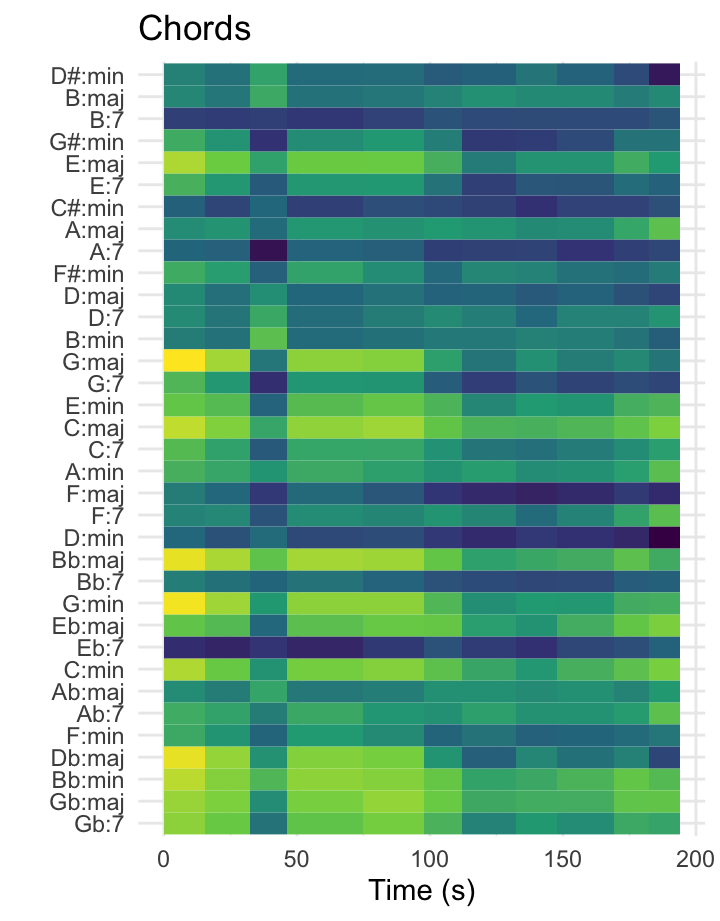 Chords
D#:min
B:maj
B:7
G#:min
E:maj
E:7
C#:min
A:maj
A:7
F#:min
D:maj
D:7
B:min
G:maj
G:7
E:min
C:maj
C:7
A:min
F:maj
F:7
D:min
Bb:maj
Bb:7
G:min
Eb:maj
Eb:7
C:min
Ab:maj
Ab:7
F:min
Db:maj
Bb:min
Gb:maj
Gb:7
0 50 100 150 200
Time (s)